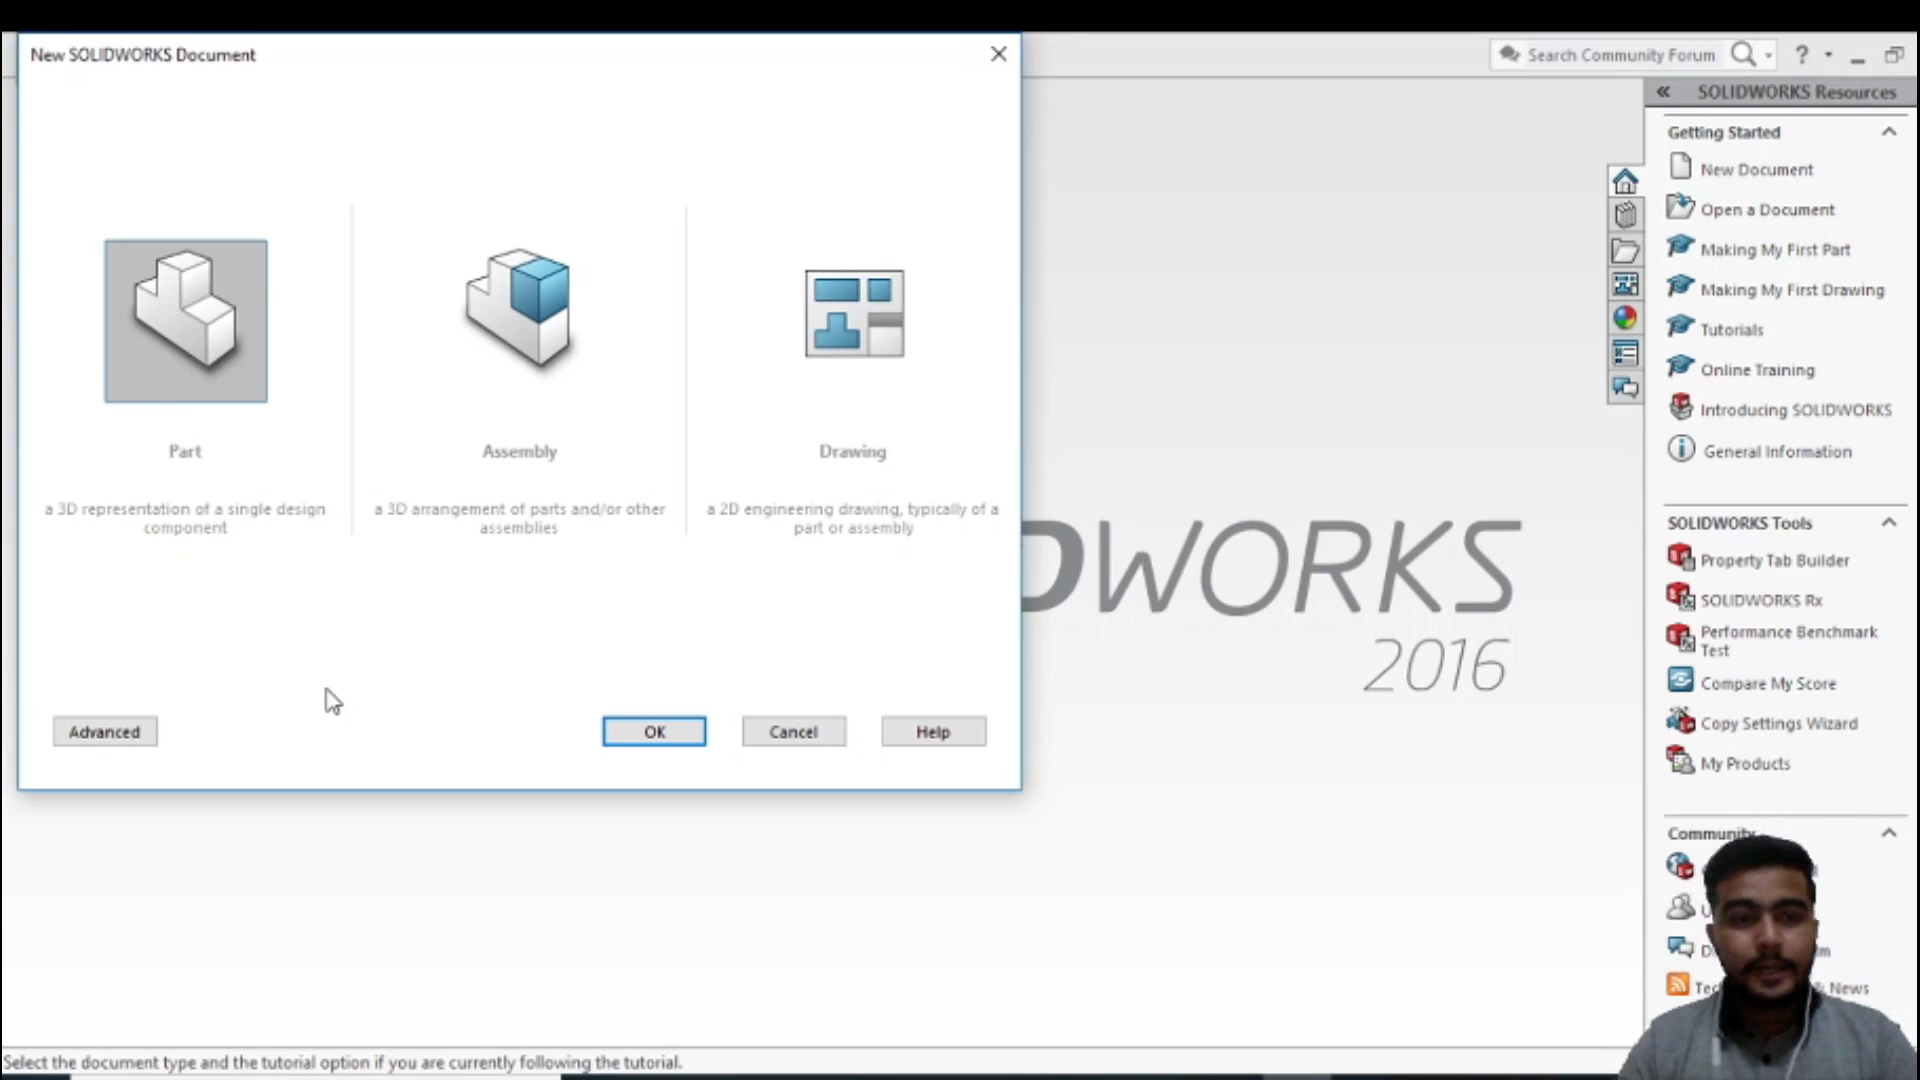 New SOLIDWORKS Document
Search Community Forum
?
SOLIDWORKS Resources
Getting Started
New Document
Open a Document
Making My First Part
Making My First Drawing
Tutorials
Online Training
Introducing SOLIDWORKS
General Information
Part
Assembly
Drawing
a 3D representation of a single design
component
a 3D arrangement of parts and/or other
assemblies
a 2D engineering drawing, typically of a
part or assembly
DWORKS
2016
SOLIDWORKS Tools
Property Tab Builder
SOLIDWORKS Rx
Performance Benchmark
Test
Compare My Score
Copy Settings Wizard
My Products
Advanced
OK
Cancel
Help
Community
& News
Select the document type and the tutorial option if you are currently following the tutorial.